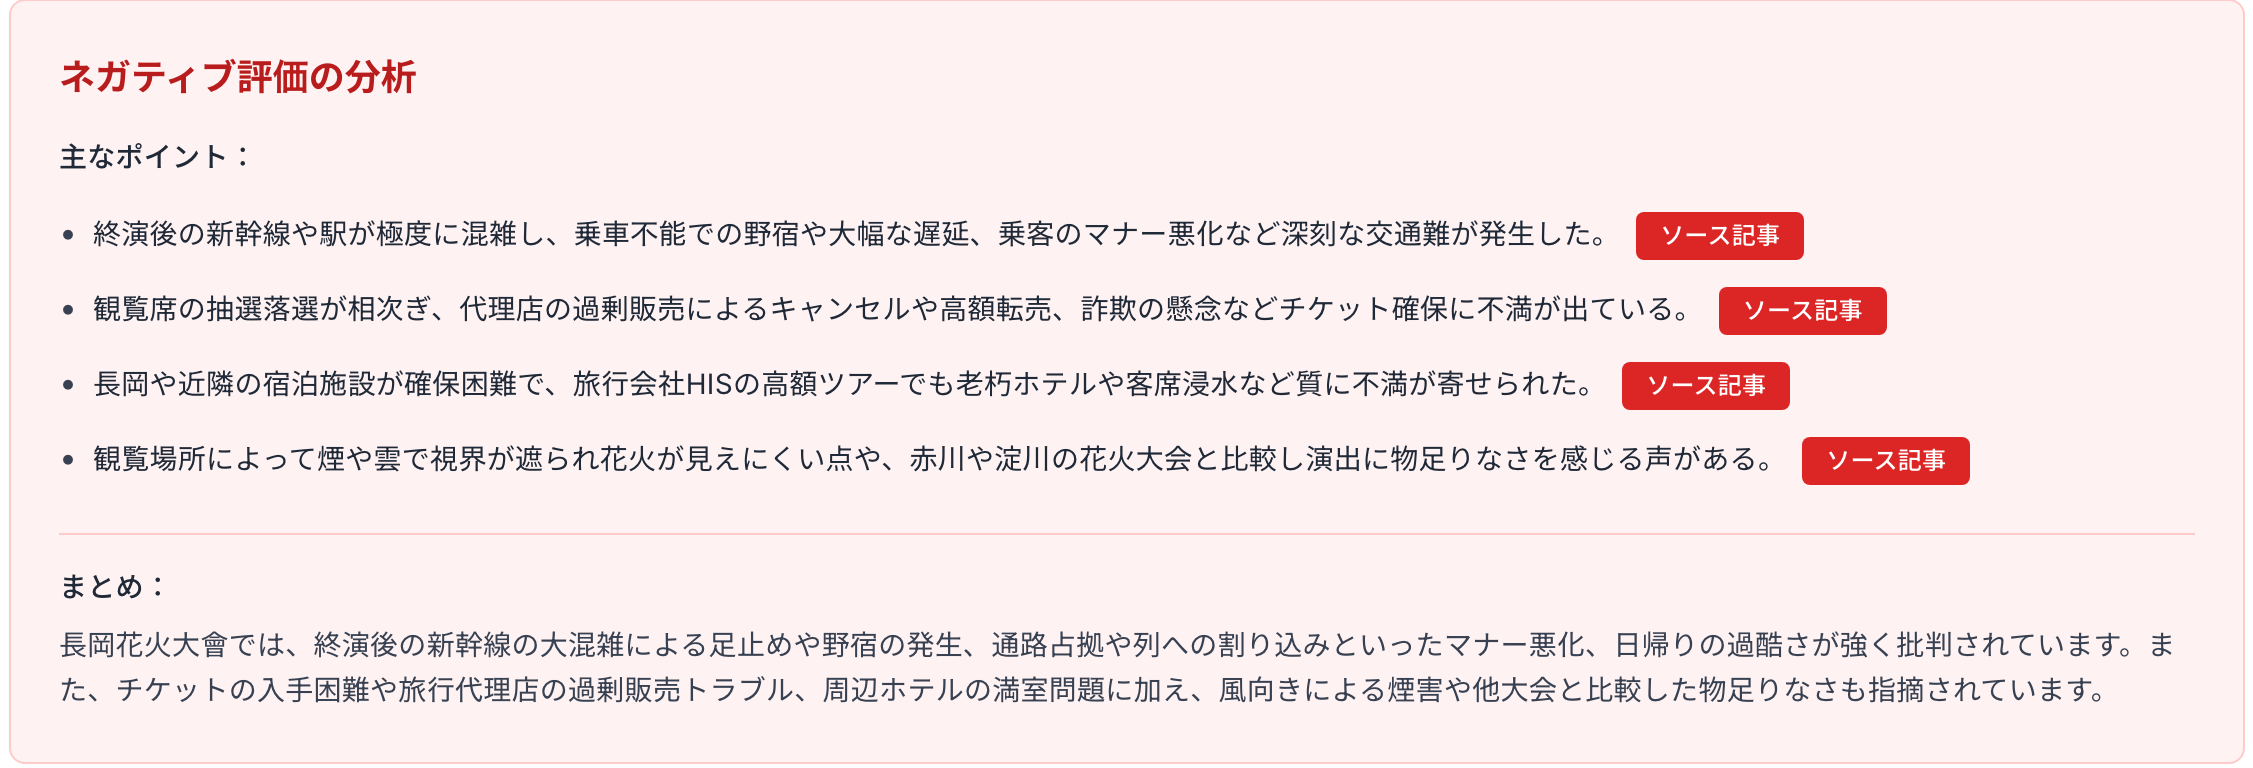 ネガティブ評価の分析
主なポイント：
• 終演後の新幹線や駅が極度に混雑し、乗車不能での野宿や大幅な遅延、乗客のマナー悪化など深刻な交通難が発生した。 ソース記事
• 観覧席の抽選落選が相次ぎ、代理店の過剰販売によるキャンセルや高額転売、詐欺の懸念などチケット確保に不満が出ている。 ソース記事
• 長岡や近隣の宿泊施設が確保困難で、旅行会社HISの高額ツアーでも老朽ホテルや客席浸水など質に不満が寄せられた。 ソース記事
• 観覧場所によって煙や雲で視界が遮られ花火が見えにくい点や、赤川や淀川の花火大会と比較し演出に物足りなさを感じる声がある。 ソース記事
まとめ：
長岡花火大會では、終演後の新幹線の大混雑による足止めや野宿の発生、通路占拠や列への割り込みといったマナー悪化、日帰りの過酷さが強く批判されています。ま
た、チケットの入手困難や旅行代理店の過剰販売トラブル、周辺ホテルの満室問題に加え、風向きによる煙害や他大会と比較した物足りなさも指摘されています。